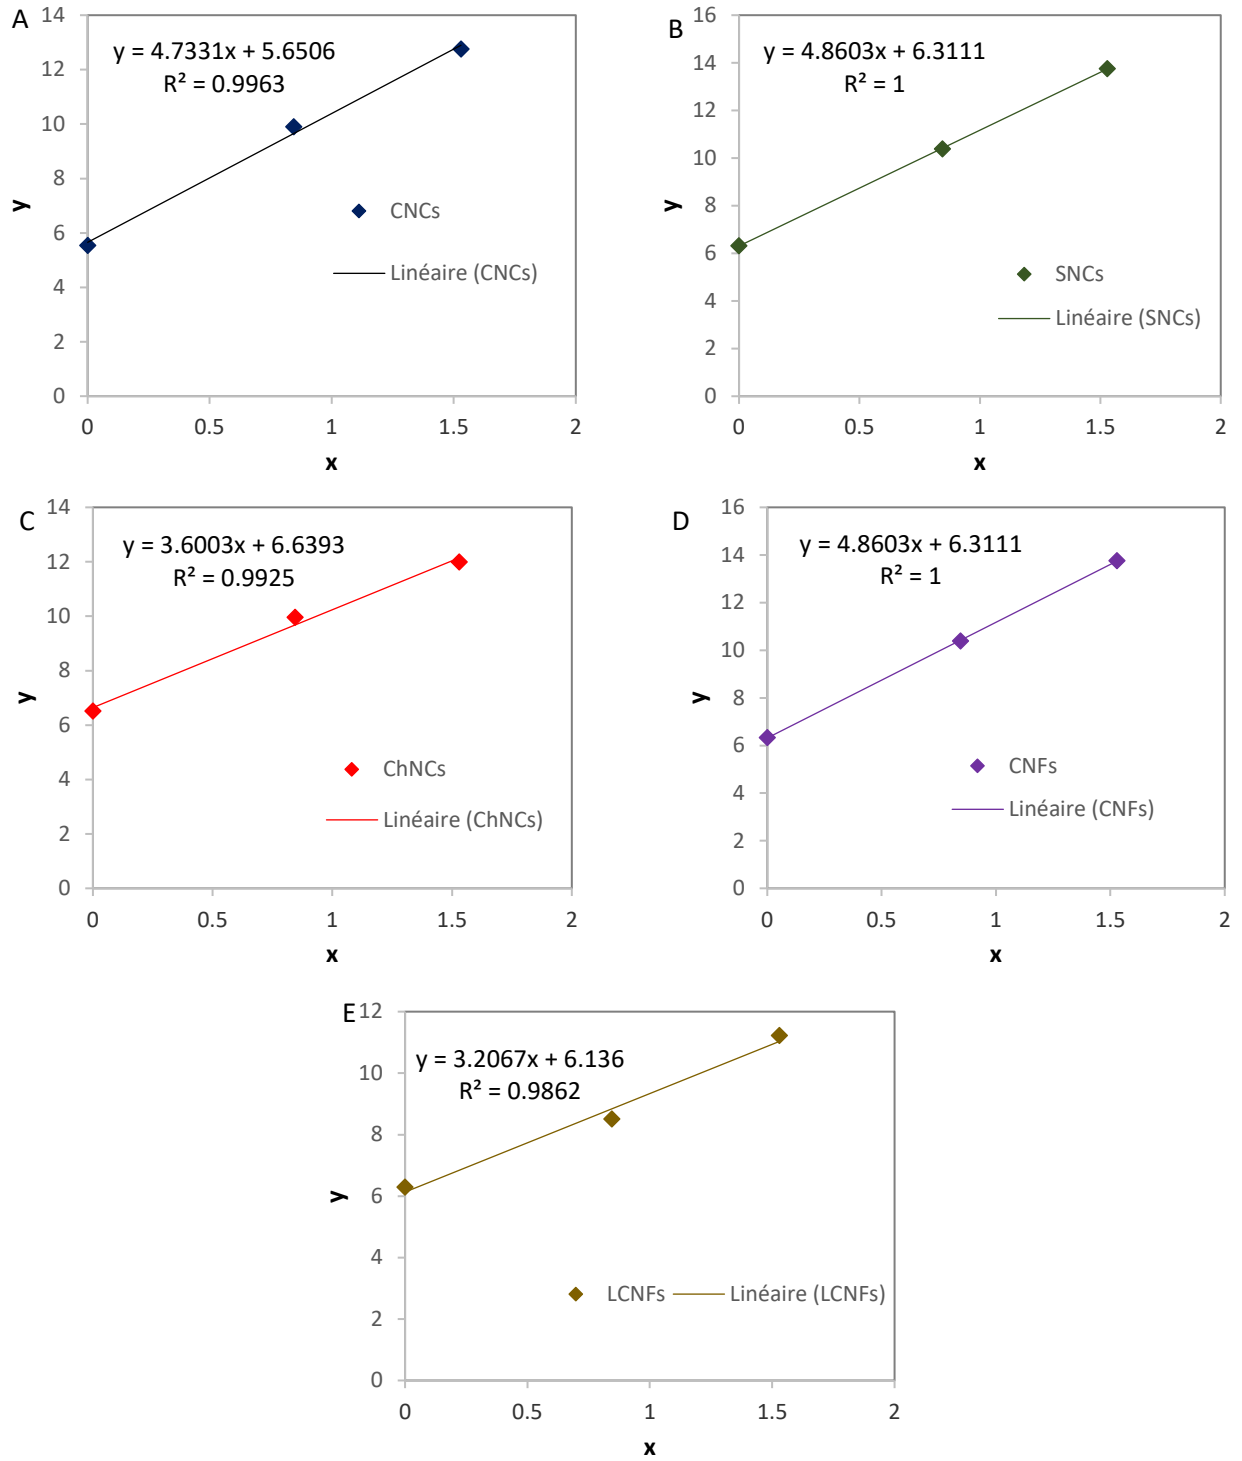 A
14
12
10
8
6
4
2
0
y = 4.7331x + 5.6506
R² = 0.9963
CNCs
Linéaire (CNCs)
y
0 0.5 1 1.5 2
x
B
16
14
12
10
8
6
4
2
0
y = 4.8603x + 6.3111
R² = 1
SNCs
Linéaire (SNCs)
y
0 0.5 1 1.5 2
x
C
14
12
10
8
6
4
2
0
y = 3.6003x + 6.6393
R² = 0.9925
ChNCs
Linéaire (ChNCs)
y
0 0.5 1 1.5 2
x
D
16
14
12
10
8
6
4
2
0
y = 4.8603x + 6.3111
R² = 1
CNFs
Linéaire (CNFs)
y
0 0.5 1 1.5 2
x
E
12
10
8
6
4
2
0
y = 3.2067x + 6.136
R² = 0.9862
LCNFs Linéaire (LCNFs)
y
0 0.5 1 1.5 2
x